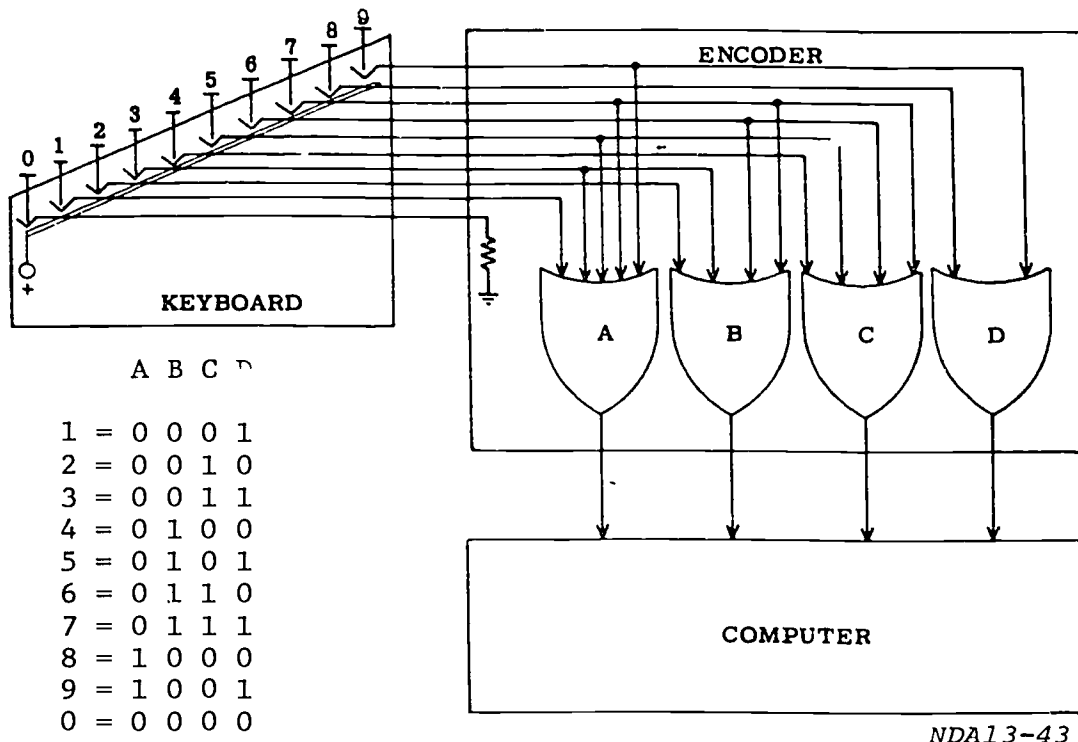 9
8
7
6
5
4
3
2
1
0
ENCODER
+
KEYBOARD
A B C D
A B C
1 = 0 0 0 1
2 = 0 0 1 0
3 = 0 0 1 1
4 = 0 1 0 0
5 = 0 1 0 1
6 = 0 1 1 0
7 = 0 1 1 1
8 = 1 0 0 0
9 = 1 0 0 1
0 = 0 0 0 0
COMPUTER
NDA13-43